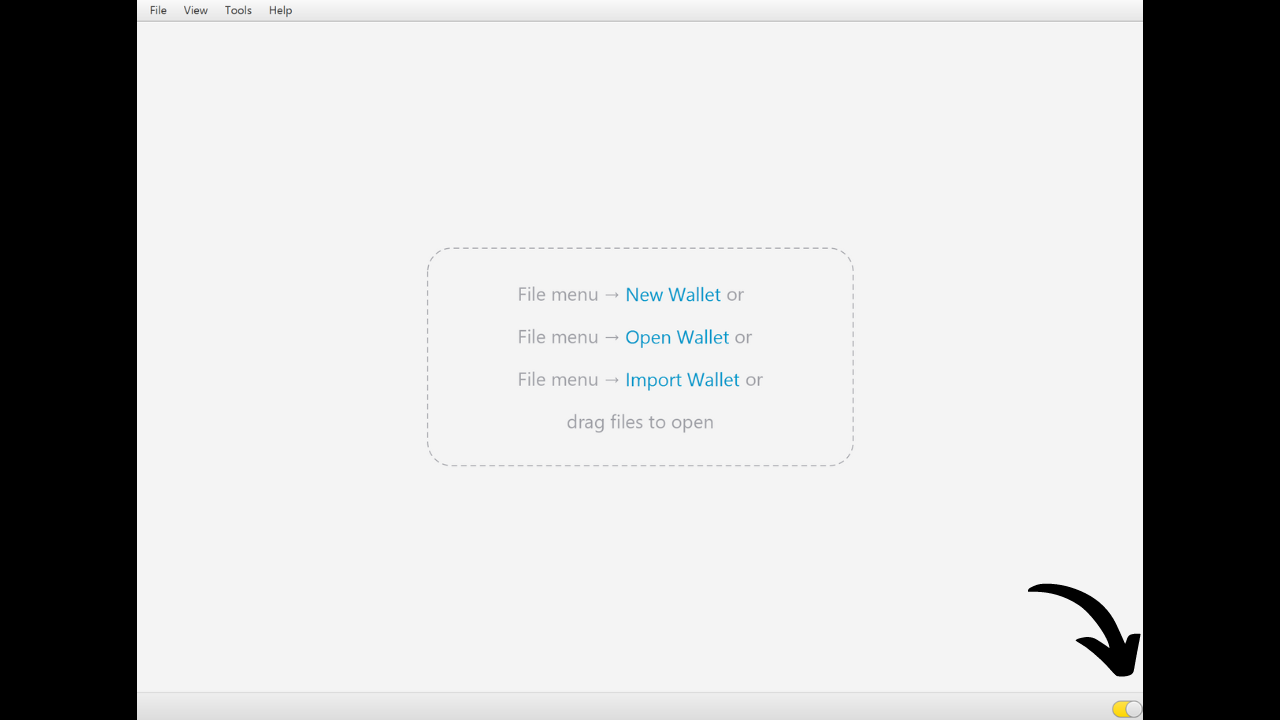 File View Tools Help
File menu → New Wallet or
File menu → Open Wallet or
File menu → Import Wallet or
drag files to open